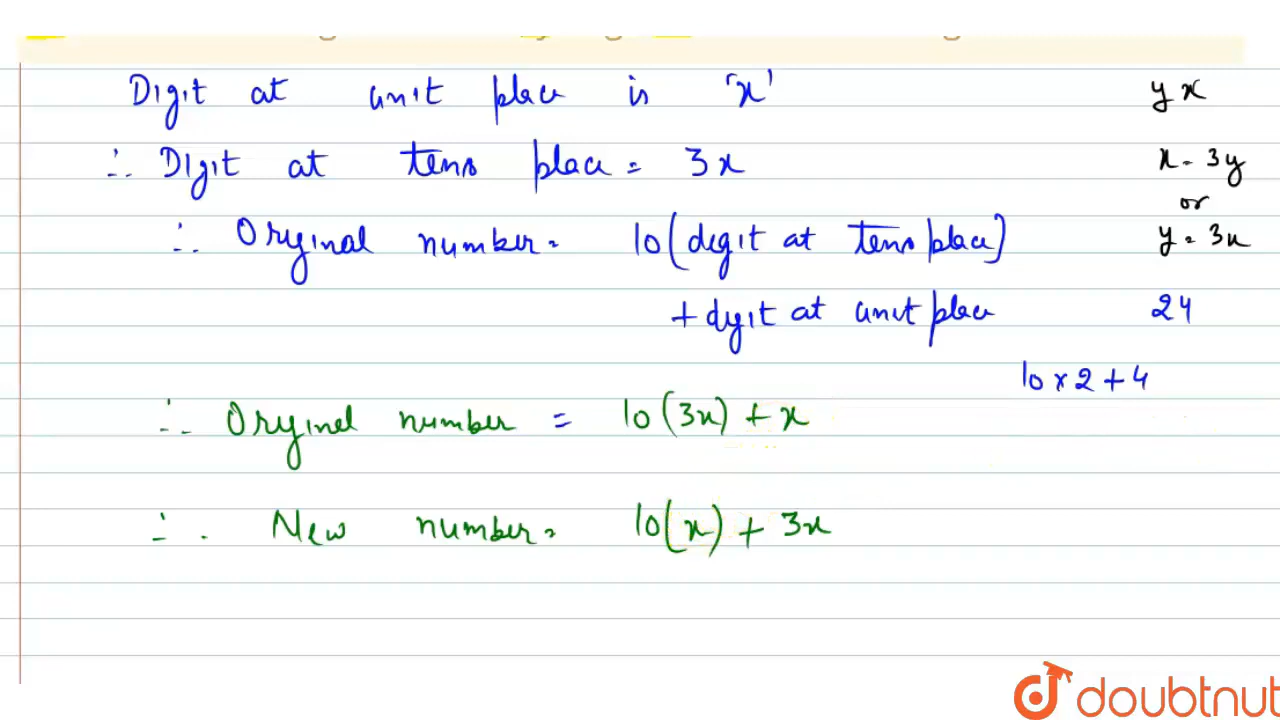 Digit at unit place is 'x'
y x
∴ Digit at tens place = 3x
x = 3y
or
∴ Original number = 10(digit at tens place)
y = 3x
+ digit at unit place
24
10 × 2 + 4
∴ Original number = 10(3x) + x
∴ New number = 10(x) + 3x
doubtnut